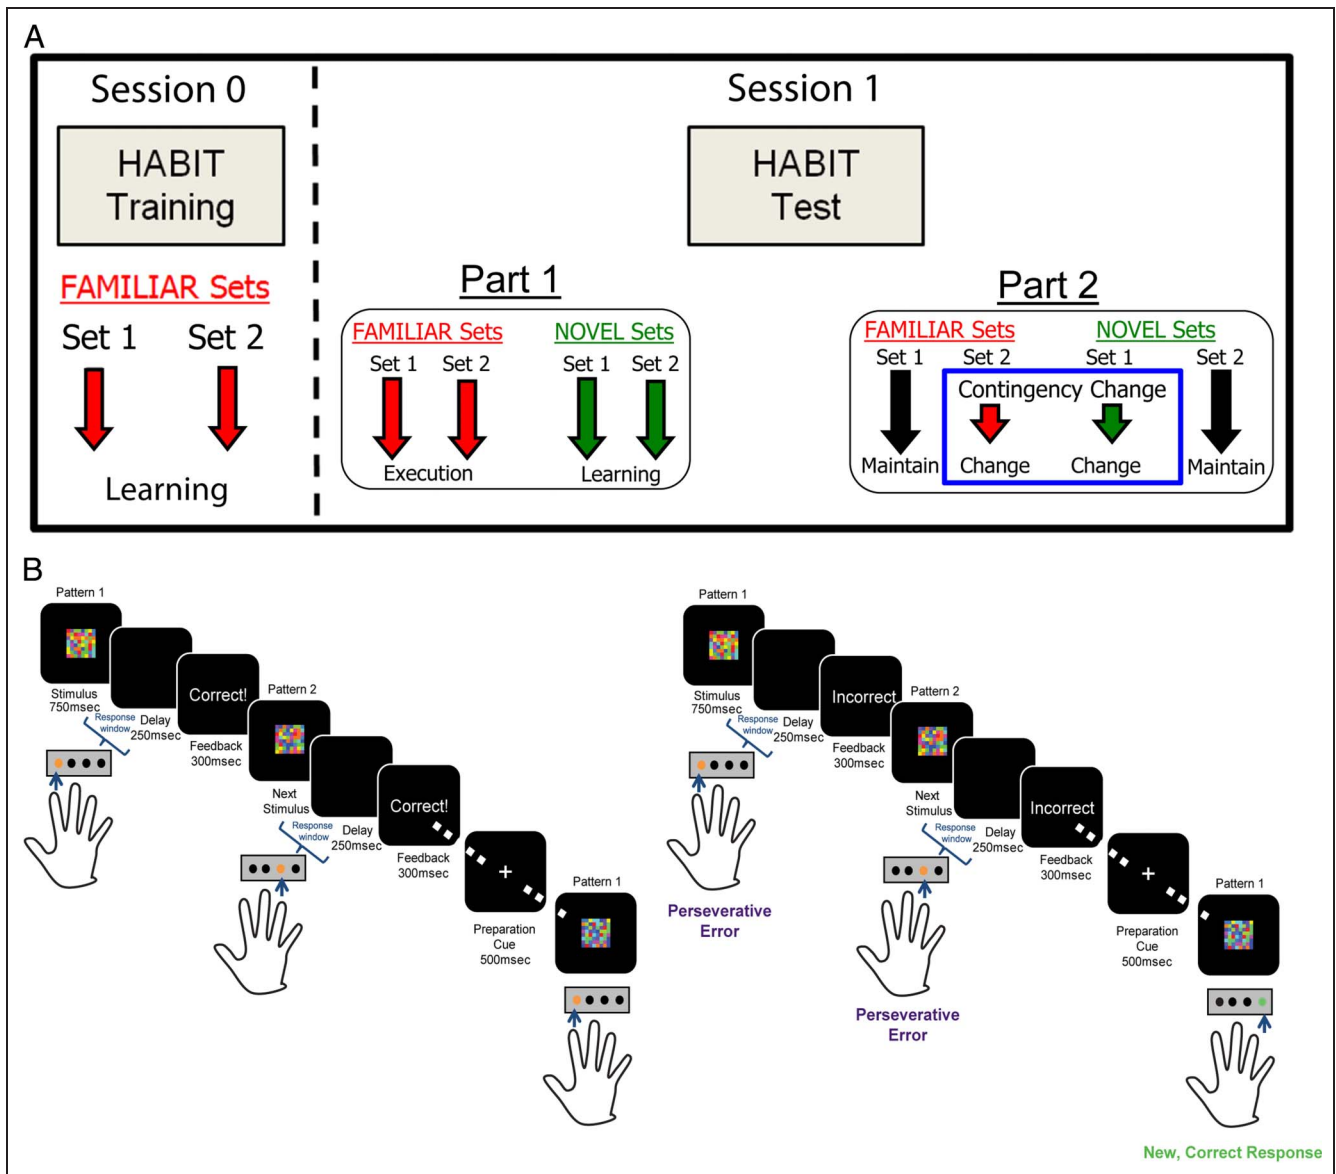 A
Session 0
HABIT
Training
FAMILIAR Sets
Set 1 Set 2
Learning
Session 1
HABIT
Test
Part 1
FAMILIAR Sets NOVEL Sets
Set 1 Set 2 Set 1 Set 2
Execution Learning
Part 2
FAMILIAR Sets NOVEL Sets
Set 1 Set 2 Set 1 Set 2
Contingency Change
Maintain Change Change Maintain
B
Pattern 1
Stimulus
750msec
Response
window
Delay
250msec
Correct!
Feedback
300msec
Pattern 2
Next
Stimulus
Response
window
Delay
250msec
Correct!
Feedback
300msec
+
Preparation
Cue
500msec
Pattern 1
Pattern 1
Stimulus
750msec
Response
window
Delay
250msec
Perseverative
Error
Incorrect
Feedback
300msec
Pattern 2
Next
Stimulus
Response
window
Delay
250msec
Perseverative
Error
Incorrect
Feedback
300msec
+
Preparation
Cue
500msec
Pattern 1
New, Correct Response